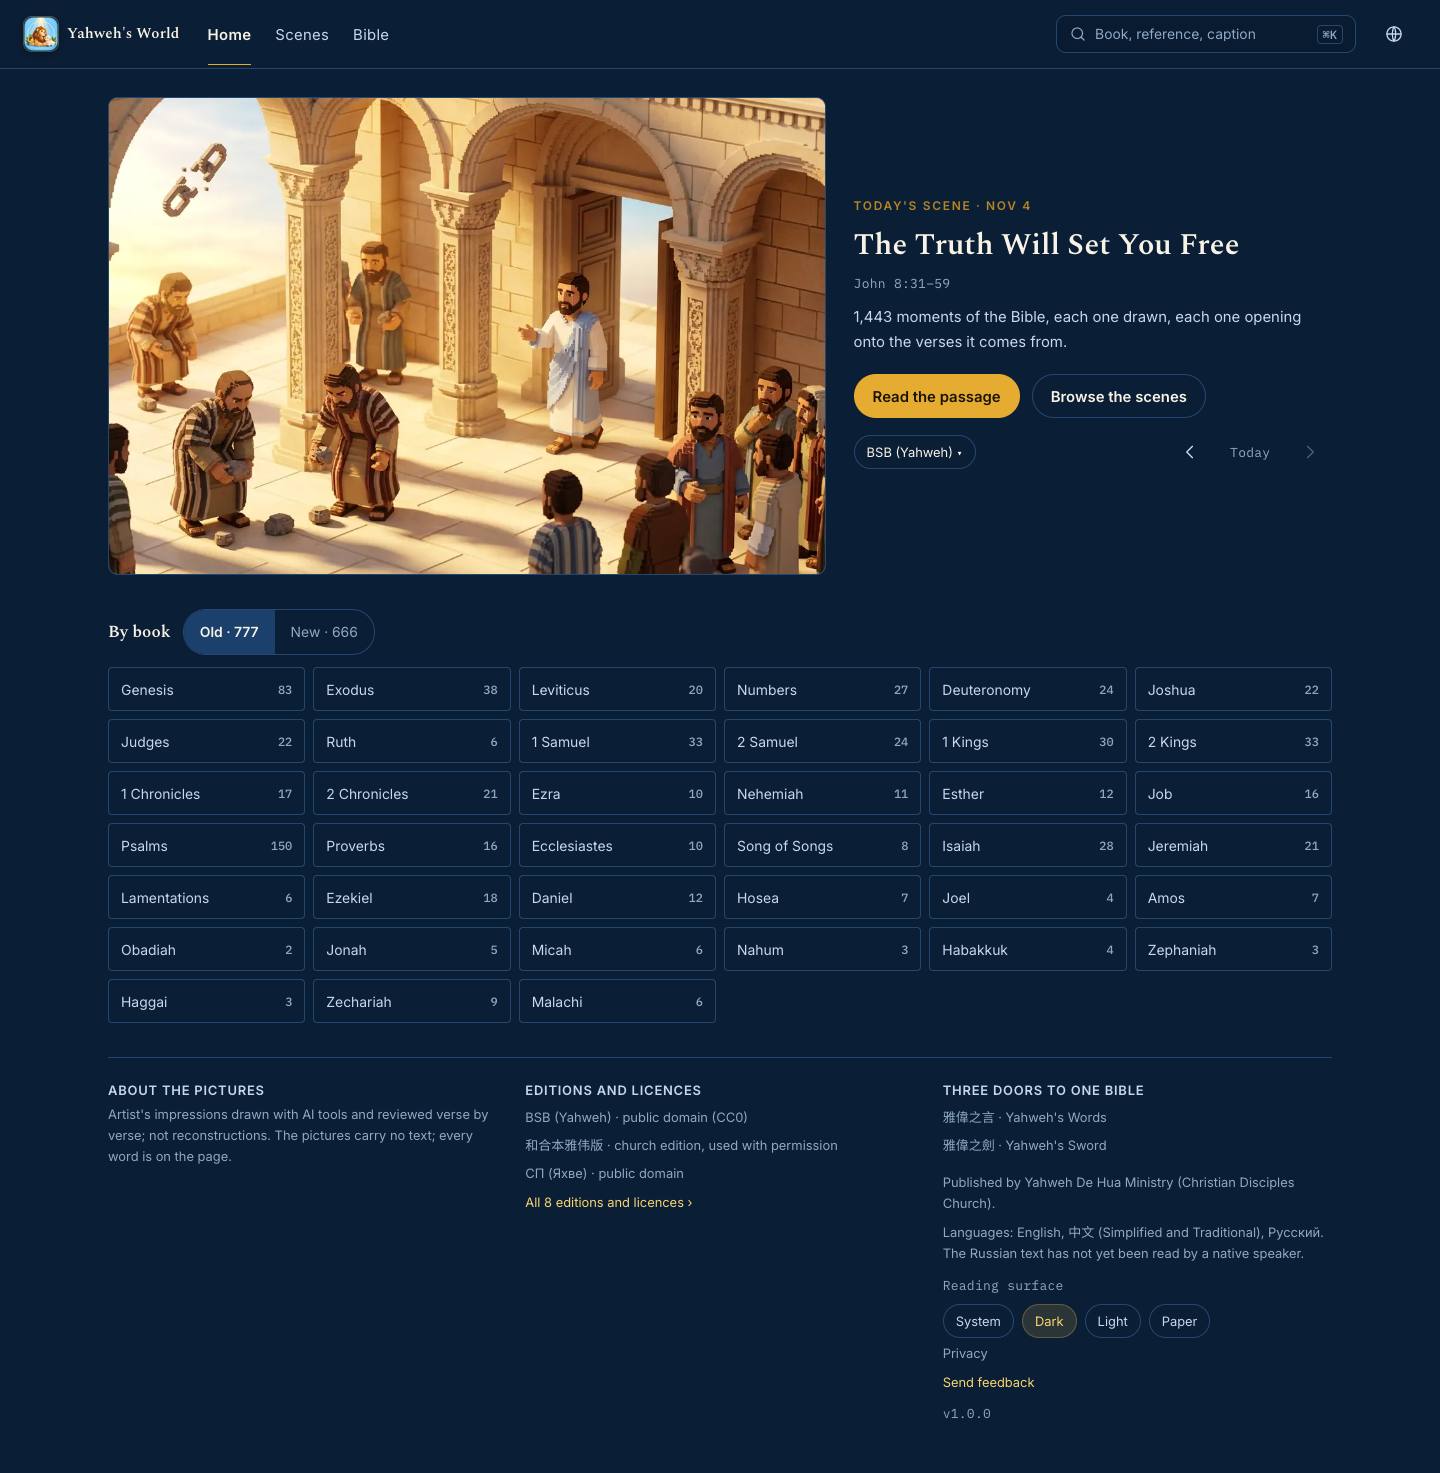 Yahweh's World
Home
Scenes
Bible
Book, reference, caption
⌘K
TODAY'S SCENE · NOV 4
The Truth Will Set You Free
John 8:31–59
1,443 moments of the Bible, each one drawn, each one opening
onto the verses it comes from.
Read the passage
Browse the scenes
BSB (Yahweh) ▾
Today
By book
Old · 777
New · 666
Genesis 83
Exodus 38
Leviticus 20
Numbers 27
Deuteronomy 24
Joshua 22
Judges 22
Ruth 6
1 Samuel 33
2 Samuel 24
1 Kings 30
2 Kings 33
1 Chronicles 17
2 Chronicles 21
Ezra 10
Nehemiah 11
Esther 12
Job 16
Psalms 150
Proverbs 16
Ecclesiastes 10
Song of Songs 8
Isaiah 28
Jeremiah 21
Lamentations 6
Ezekiel 18
Daniel 12
Hosea 7
Joel 4
Amos 7
Obadiah 2
Jonah 5
Micah 6
Nahum 3
Habakkuk 4
Zephaniah 3
Haggai 3
Zechariah 9
Malachi 6
ABOUT THE PICTURES
Artist's impressions drawn with AI tools and reviewed verse by
verse; not reconstructions. The pictures carry no text; every
word is on the page.
EDITIONS AND LICENCES
BSB (Yahweh) · public domain (CC0)
和合本雅伟版 · church edition, used with permission
СП (Яхве) · public domain
All 8 editions and licences ›
THREE DOORS TO ONE BIBLE
雅偉之言 · Yahweh's Words
雅偉之劍 · Yahweh's Sword
Published by Yahweh De Hua Ministry (Christian Disciples
Church).
Languages: English, 中文 (Simplified and Traditional), Русский.
The Russian text has not yet been read by a native speaker.
Reading surface
System
Dark
Light
Paper
Privacy
Send feedback
v1.0.0